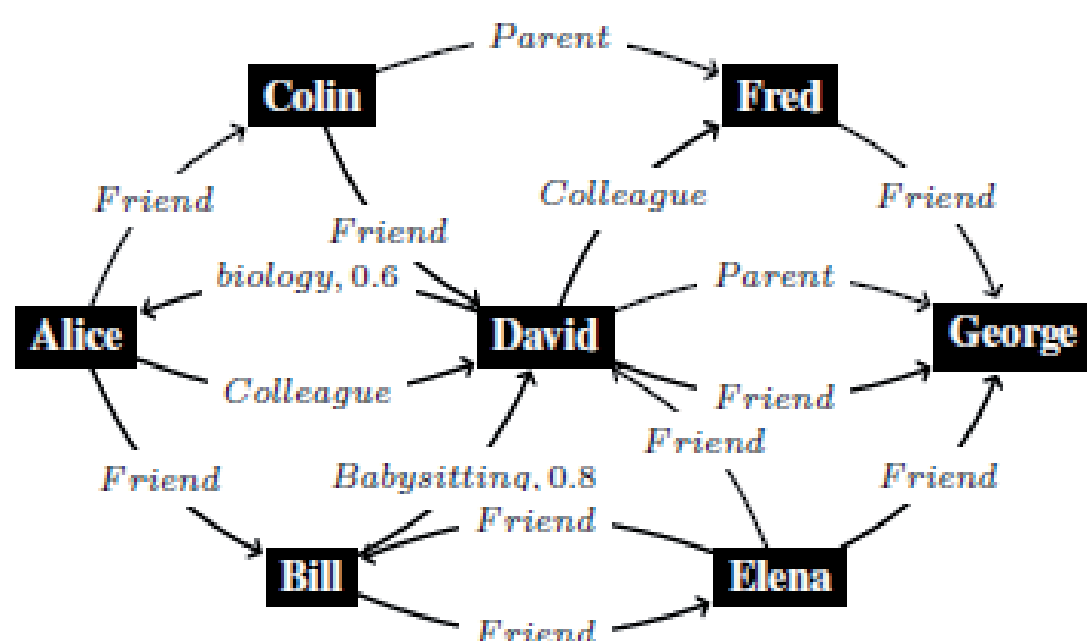 Parent
Colin
Fred
Friend
Colleague
Friend
Friend
biology, 0.6
Parent
Alice
David
George
Colleague
Friend
Friend
Friend
Babysitting, 0.8
Friend
Friend
Bill
Elena
Friend